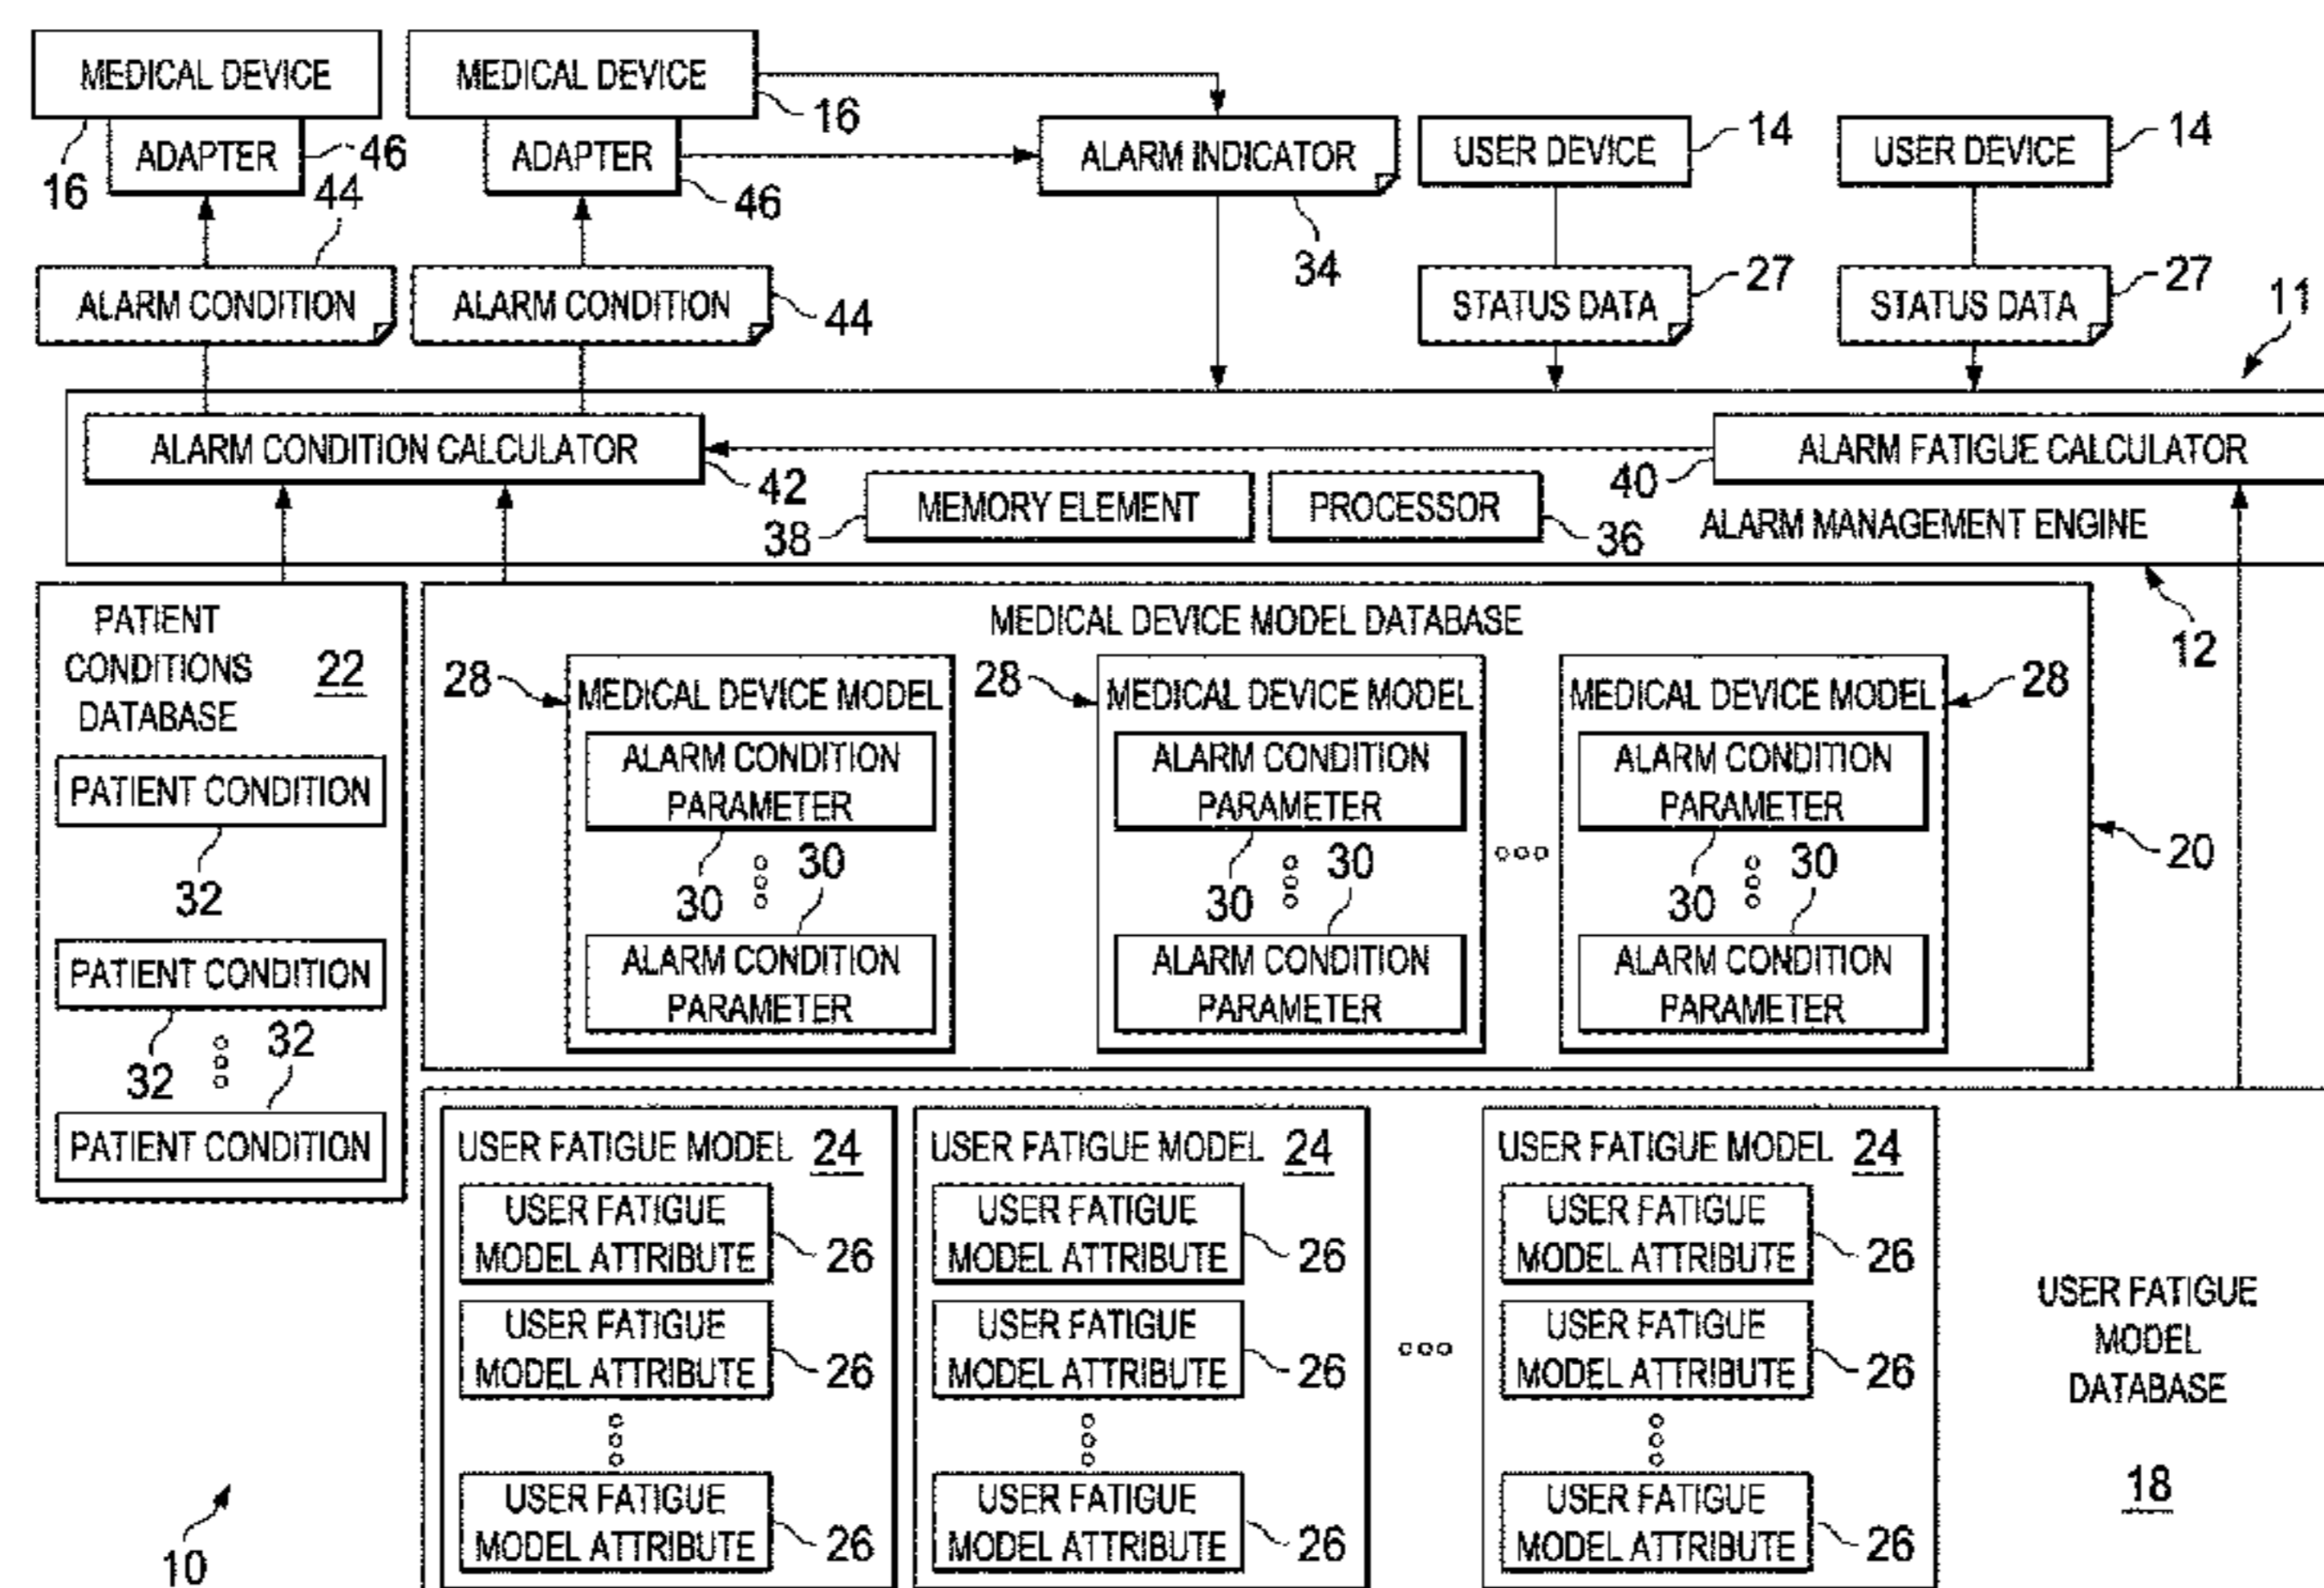 MEDICAL DEVICE
MEDICAL DEVICE
16
ADAPTER
46
16
ADAPTER
46
ALARM INDICATOR
34
USER DEVICE
14
USER DEVICE
14
44
ALARM CONDITION
ALARM CONDITION
44
STATUS DATA
27
STATUS DATA
27
11
ALARM CONDITION CALCULATOR
42
ALARM FATIGUE CALCULATOR
40
38
MEMORY ELEMENT
PROCESSOR
36
ALARM MANAGEMENT ENGINE
12
PATIENT
CONDITIONS
DATABASE
22
PATIENT CONDITION
32
PATIENT CONDITION
32
32
PATIENT CONDITION
MEDICAL DEVICE MODEL DATABASE
20
28
MEDICAL DEVICE MODEL
ALARM CONDITION
PARAMETER
30
30
ALARM CONDITION
PARAMETER
28
MEDICAL DEVICE MODEL
ALARM CONDITION
PARAMETER
30
30
ALARM CONDITION
PARAMETER
MEDICAL DEVICE MODEL
28
ALARM CONDITION
PARAMETER
30
30
ALARM CONDITION
PARAMETER
USER FATIGUE MODEL 24
USER FATIGUE
MODEL ATTRIBUTE
26
USER FATIGUE
MODEL ATTRIBUTE
26
USER FATIGUE
MODEL ATTRIBUTE
26
USER FATIGUE MODEL 24
USER FATIGUE
MODEL ATTRIBUTE
26
USER FATIGUE
MODEL ATTRIBUTE
26
USER FATIGUE
MODEL ATTRIBUTE
26
USER FATIGUE MODEL 24
USER FATIGUE
MODEL ATTRIBUTE
26
USER FATIGUE
MODEL ATTRIBUTE
26
USER FATIGUE
MODEL ATTRIBUTE
26
USER FATIGUE
MODEL
DATABASE
18
10